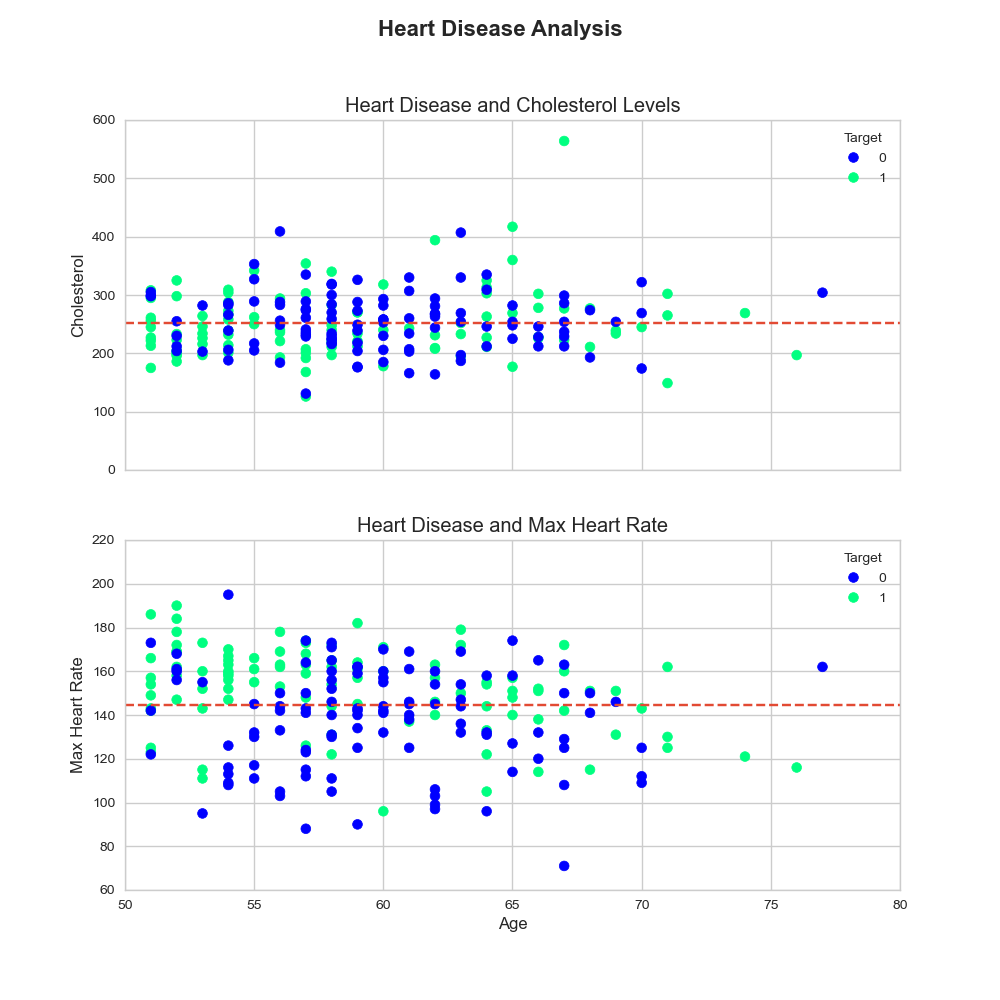 Heart Disease Analysis
Heart Disease and Cholesterol Levels
600
500
400
300
200
100
0
Cholesterol
Target
0
1
Heart Disease and Max Heart Rate
220
200
180
160
140
120
100
80
60
Max Heart Rate
Target
0
1
50 55 60 65 70 75 80
Age